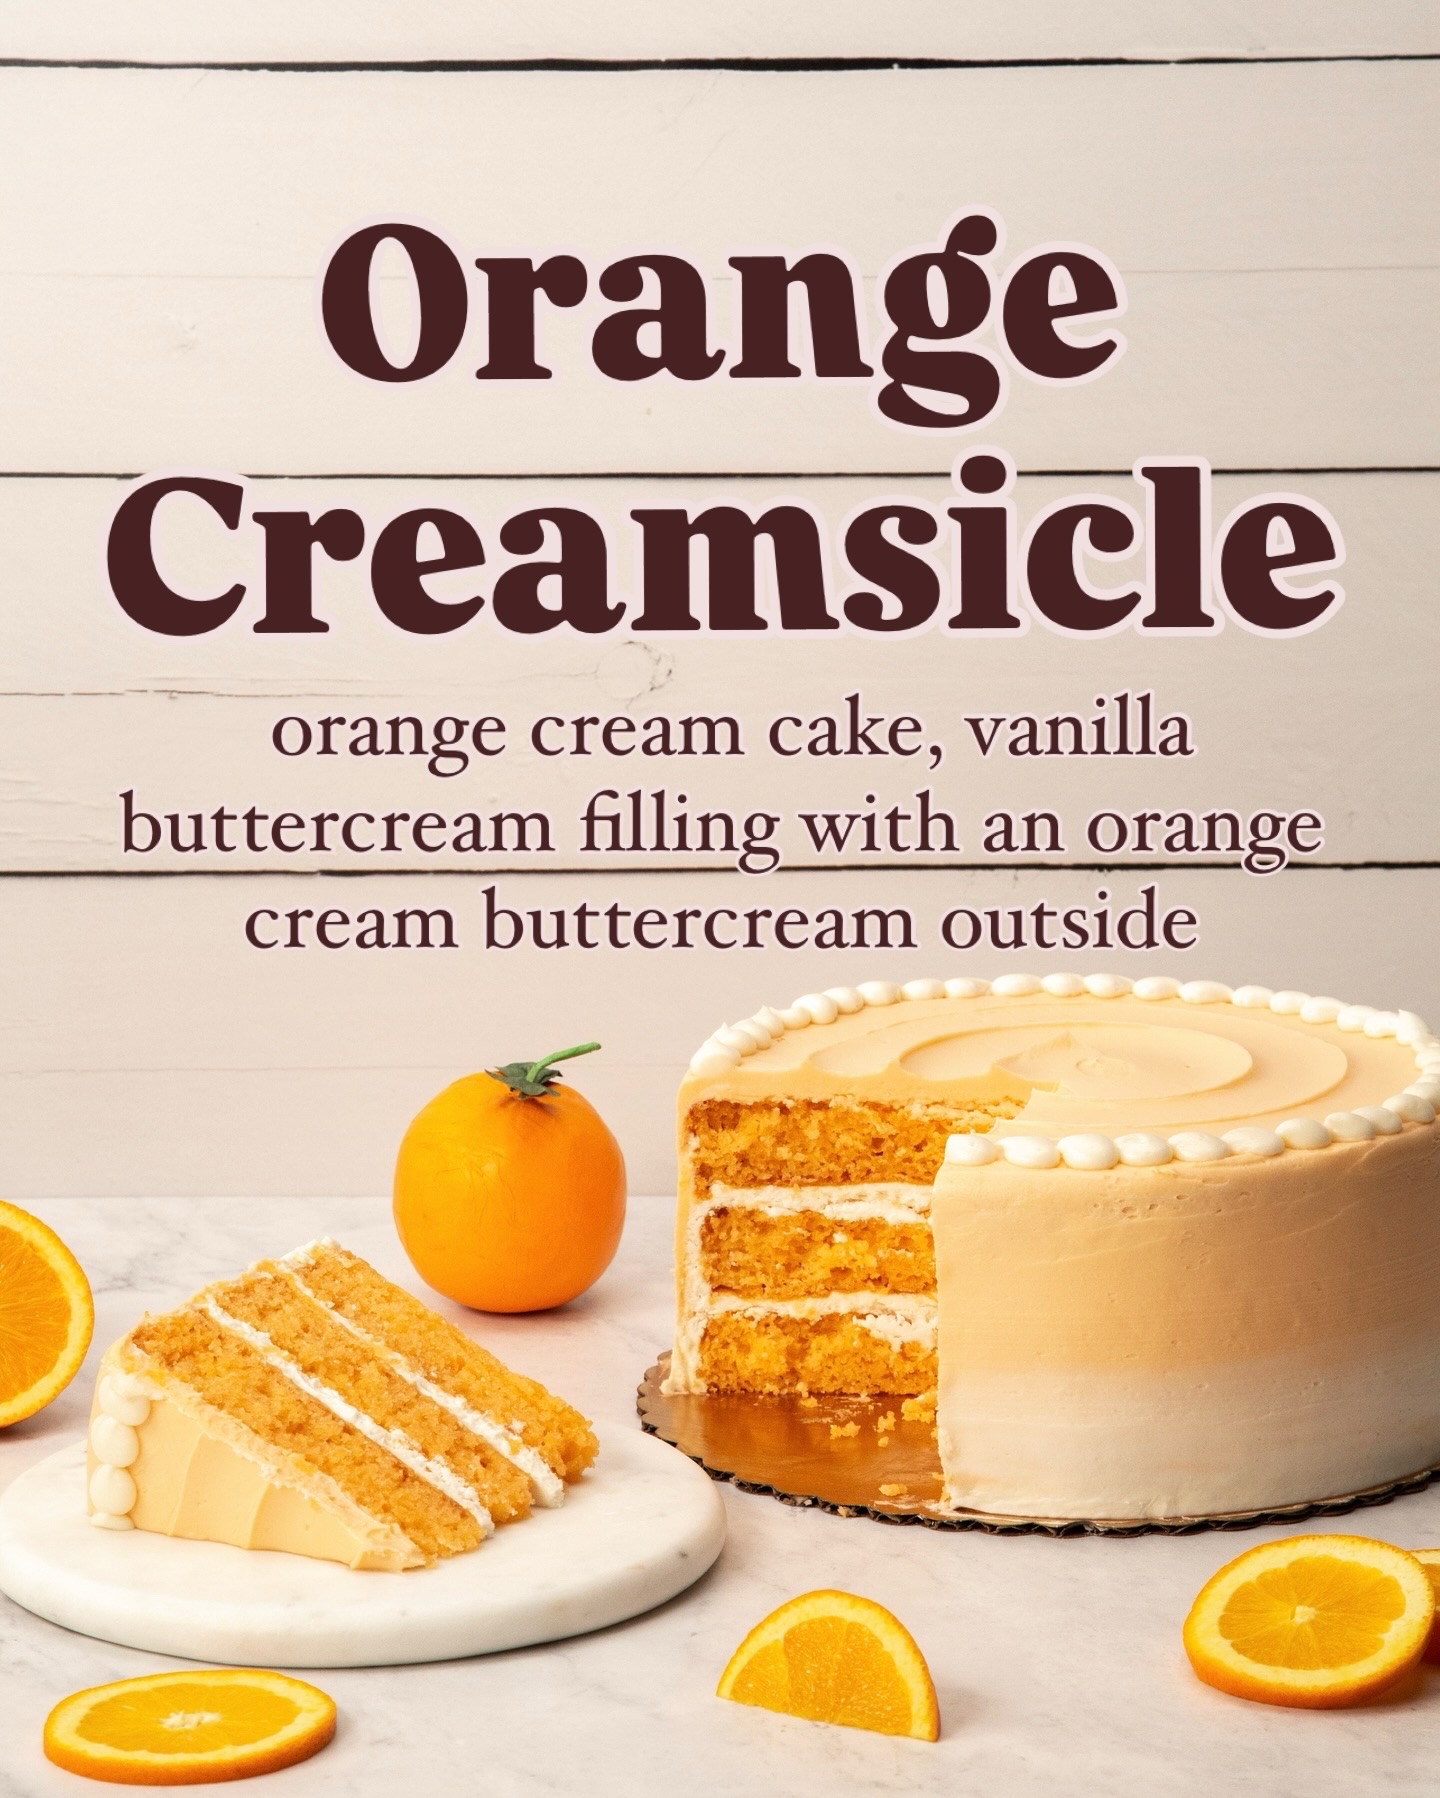 Orange
Creamsicle
orange cream cake, vanilla
buttercream filling with an orange
cream buttercream outside